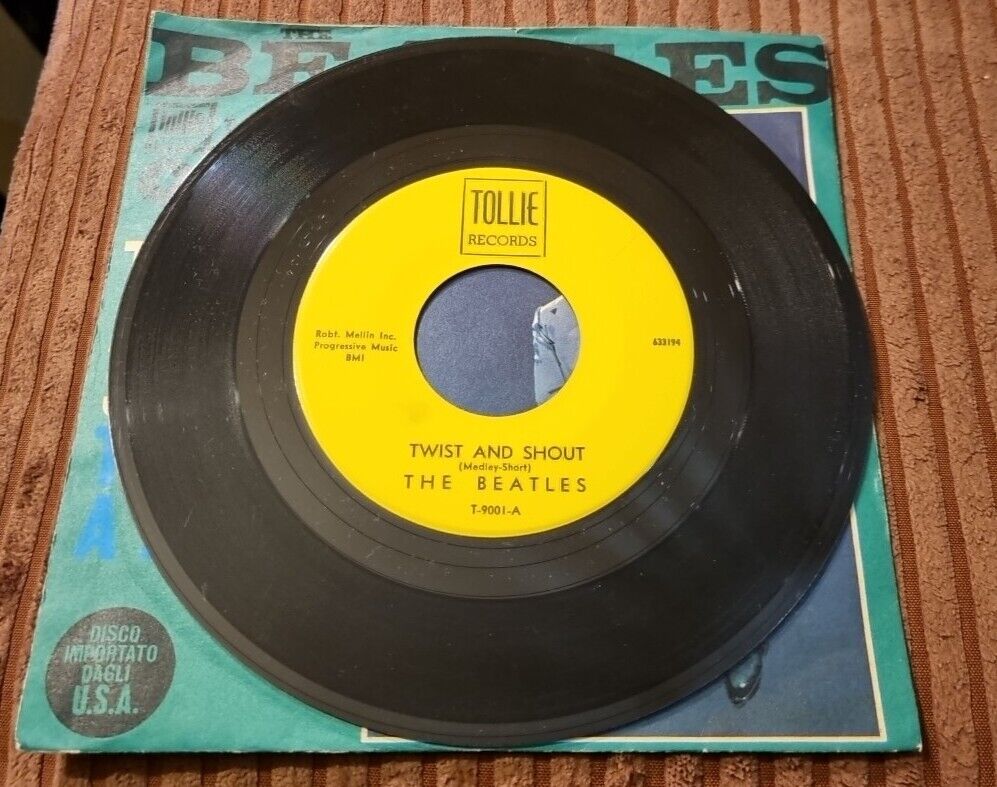 THE
BEATLES
TOLLIE
RECORDS
Robt. Mellin Inc.
Progressive Music
BMI
633194
TWIST AND SHOUT
(Medley-Short)
THE BEATLES
T-9001-A
A
DISCO
IMPORTATO
DAGLI
U.S.A.